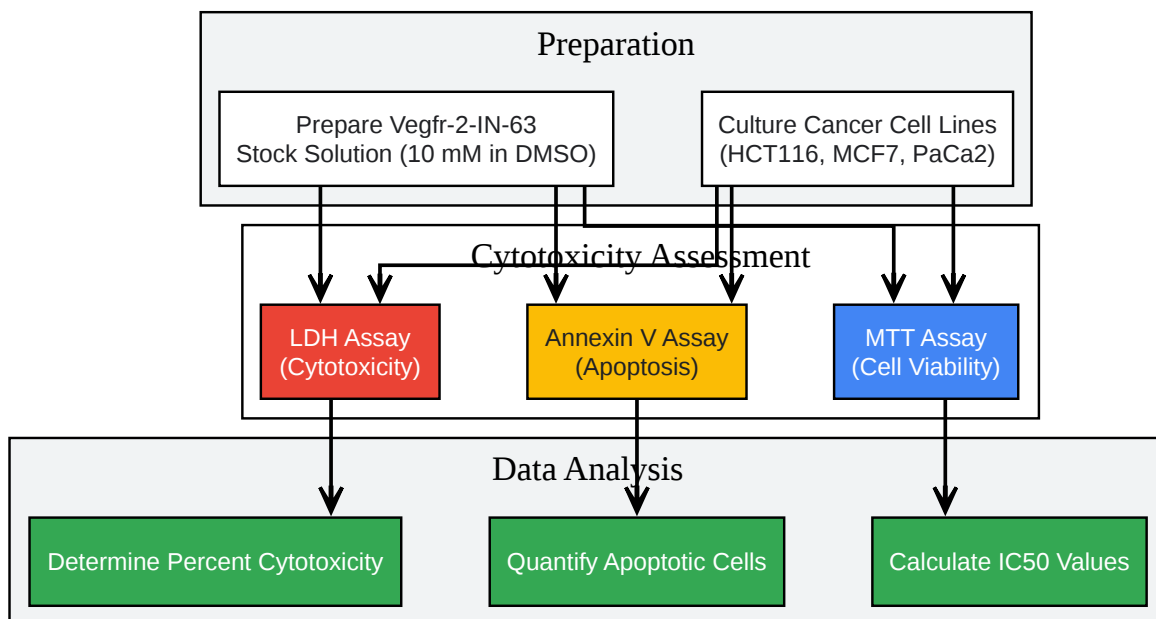 Preparation
Prepare Vegfr-2-IN-63
Stock Solution (10 mM in DMSO)
Culture Cancer Cell Lines
(HCT116, MCF7, PaCa2)
Cytotoxicity Assessment
LDH Assay
(Cytotoxicity)
Annexin V Assay
(Apoptosis)
MTT Assay
(Cell Viability)
Data Analysis
Determine Percent Cytotoxicity
Quantify Apoptotic Cells
Calculate IC50 Values